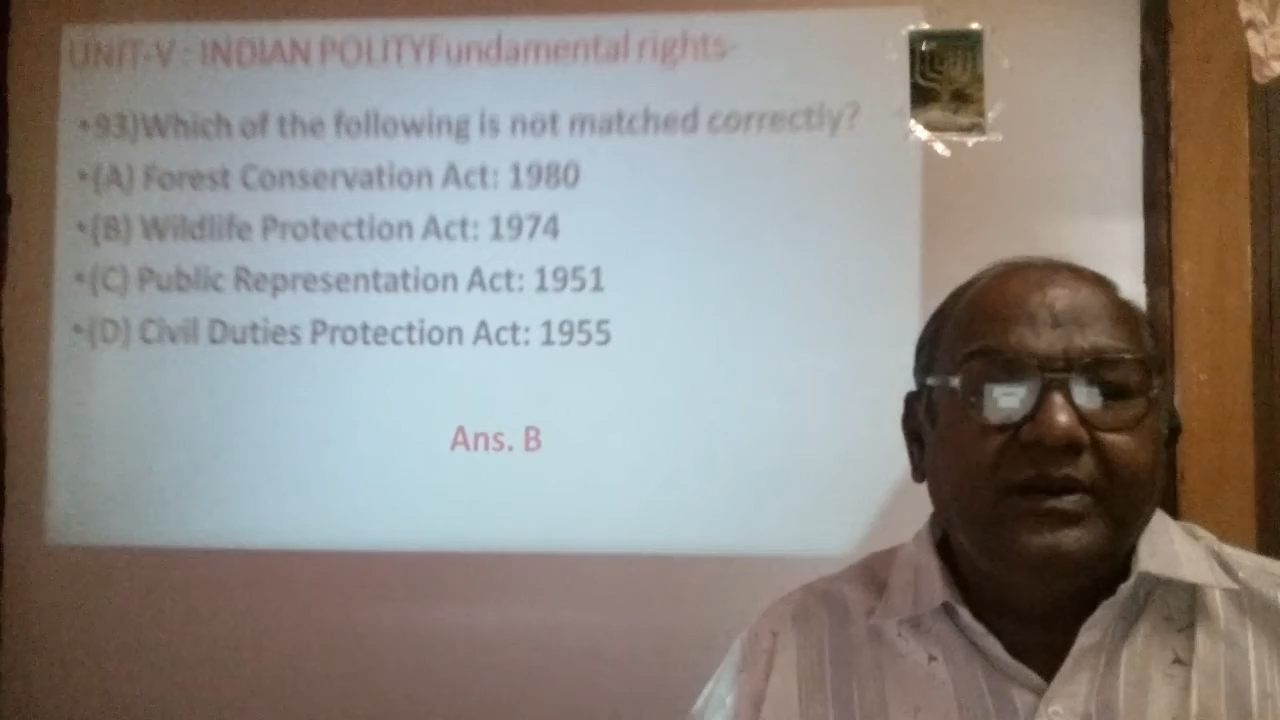 UNIT-V : INDIAN POLITYFundamental rights-
•93)Which of the following is not matched correctly?
•(A) Forest Conservation Act: 1980
•(B) Wildlife Protection Act: 1974
•(C) Public Representation Act: 1951
•(D) Civil Duties Protection Act: 1955
Ans. B